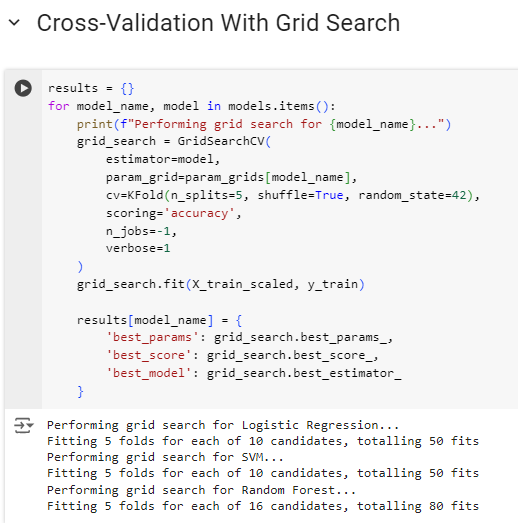 Cross-Validation With Grid Search
results = {}
for model_name, model in models.items():
    print(f"Performing grid search for {model_name}...")
    grid_search = GridSearchCV(
        estimator=model,
        param_grid=param_grids[model_name],
        cv=KFold(n_splits=5, shuffle=True, random_state=42),
        scoring='accuracy',
        n_jobs=-1,
        verbose=1
    )
    grid_search.fit(X_train_scaled, y_train)

    results[model_name] = {
        'best_params': grid_search.best_params_,
        'best_score': grid_search.best_score_,
        'best_model': grid_search.best_estimator_
    }
Performing grid search for Logistic Regression...
Fitting 5 folds for each of 10 candidates, totalling 50 fits
Performing grid search for SVM...
Fitting 5 folds for each of 10 candidates, totalling 50 fits
Performing grid search for Random Forest...
Fitting 5 folds for each of 16 candidates, totalling 80 fits